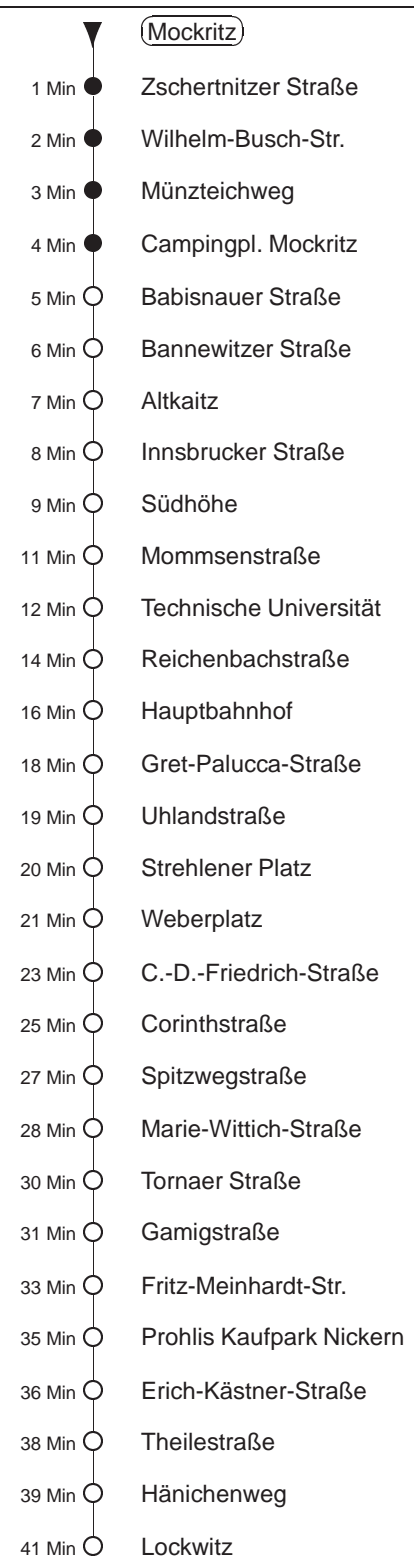 Mockritz
1 Min Zschertnitzer Straße
2 Min Wilhelm-Busch-Str.
3 Min Münzteichweg
4 Min Campingpl. Mockritz
5 Min Babisnauer Straße
6 Min Bannewitzer Straße
7 Min Altkaitz
8 Min Innsbrucker Straße
9 Min Südhöhe
11 Min Mommsenstraße
12 Min Technische Universität
14 Min Reichenbachstraße
16 Min Hauptbahnhof
18 Min Gret-Palucca-Straße
19 Min Uhlandstraße
20 Min Strehlener Platz
21 Min Weberplatz
23 Min C.-D.-Friedrich-Straße
25 Min Corinthstraße
27 Min Spitzwegstraße
28 Min Marie-Wittich-Straße
30 Min Tornaer Straße
31 Min Gamigstraße
33 Min Fritz-Meinhardt-Str.
35 Min Prohlis Kaufpark Nickern
36 Min Erich-Kästner-Straße
38 Min Theilestraße
39 Min Hänichenweg
41 Min Lockwitz